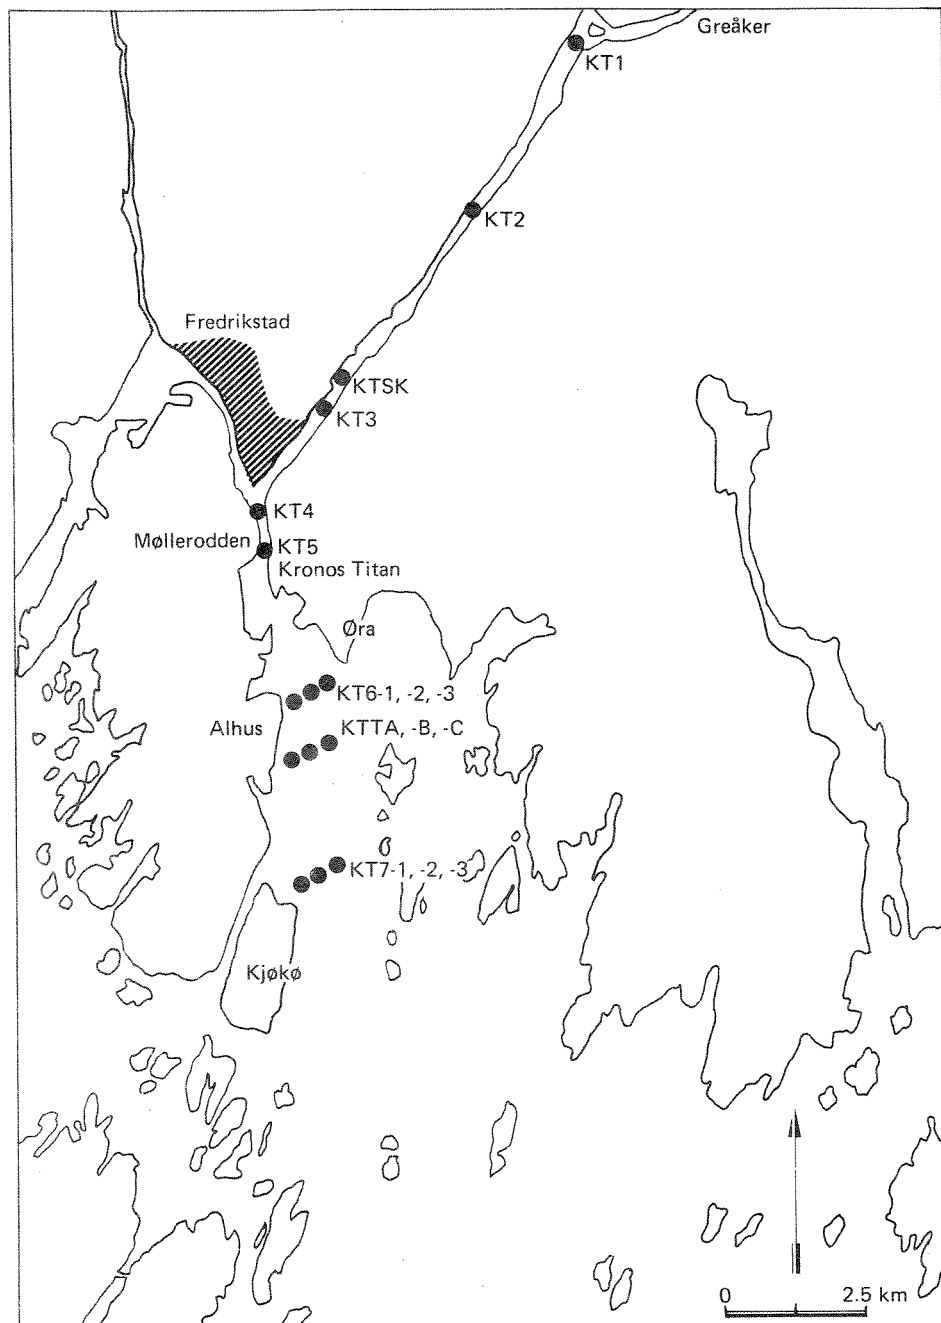 Greåker
KT1
KT2
Fredrikstad
KTSK
KT3
KT4
Møllerodden
KT5
Kronos Titan
Øra
KT6-1, -2, -3
Alhus
KTTA, -B, -C
KT7-1, -2, -3
Kjøkø
0
2.5 km